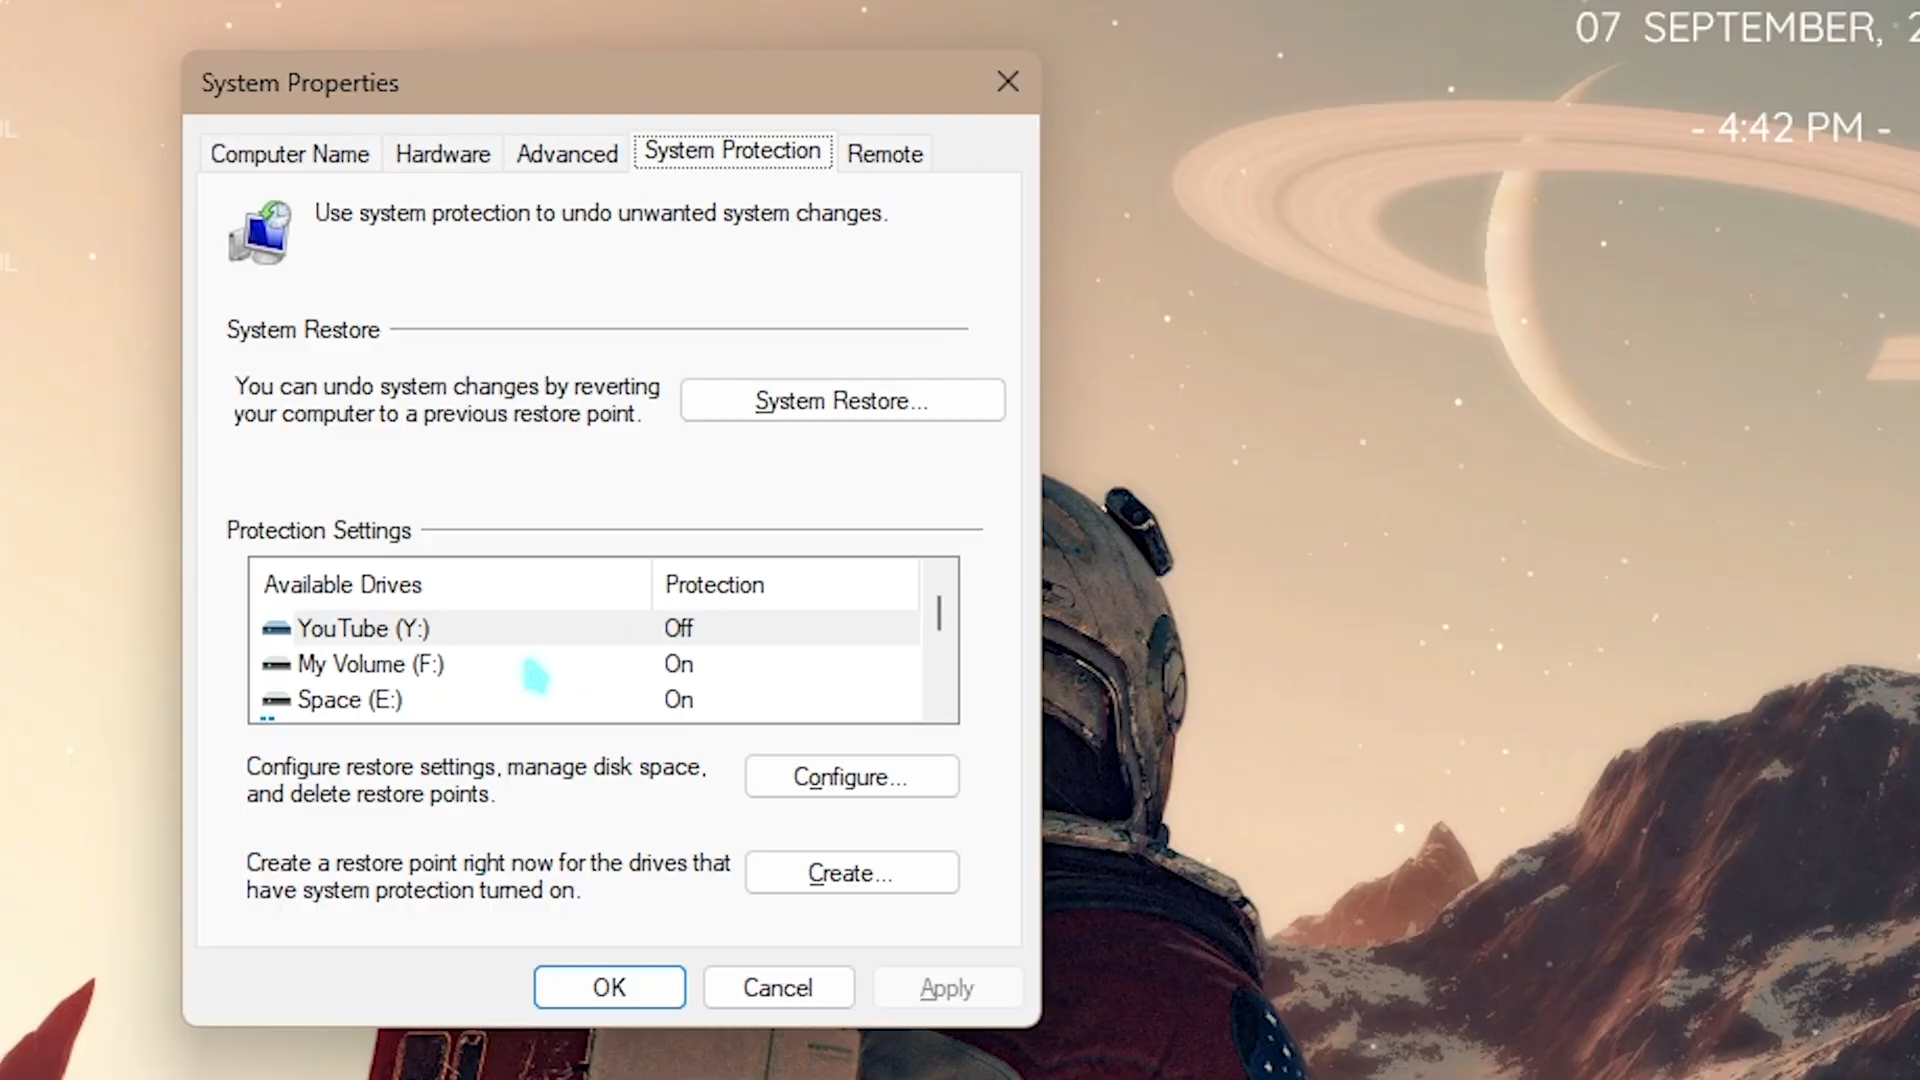 07 SEPTEMBER,
- 4:42 PM -
System Properties
Computer Name
Hardware
Advanced
System Protection
Remote
Use system protection to undo unwanted system changes.
System Restore
You can undo system changes by reverting
your computer to a previous restore point.
System Restore...
Protection Settings
Available Drives
Protection
YouTube (Y:)
Off
My Volume (F:)
On
Space (E:)
On
Configure restore settings, manage disk space,
and delete restore points.
Configure...
Create a restore point right now for the drives that
have system protection turned on.
Create...
OK
Cancel
Apply